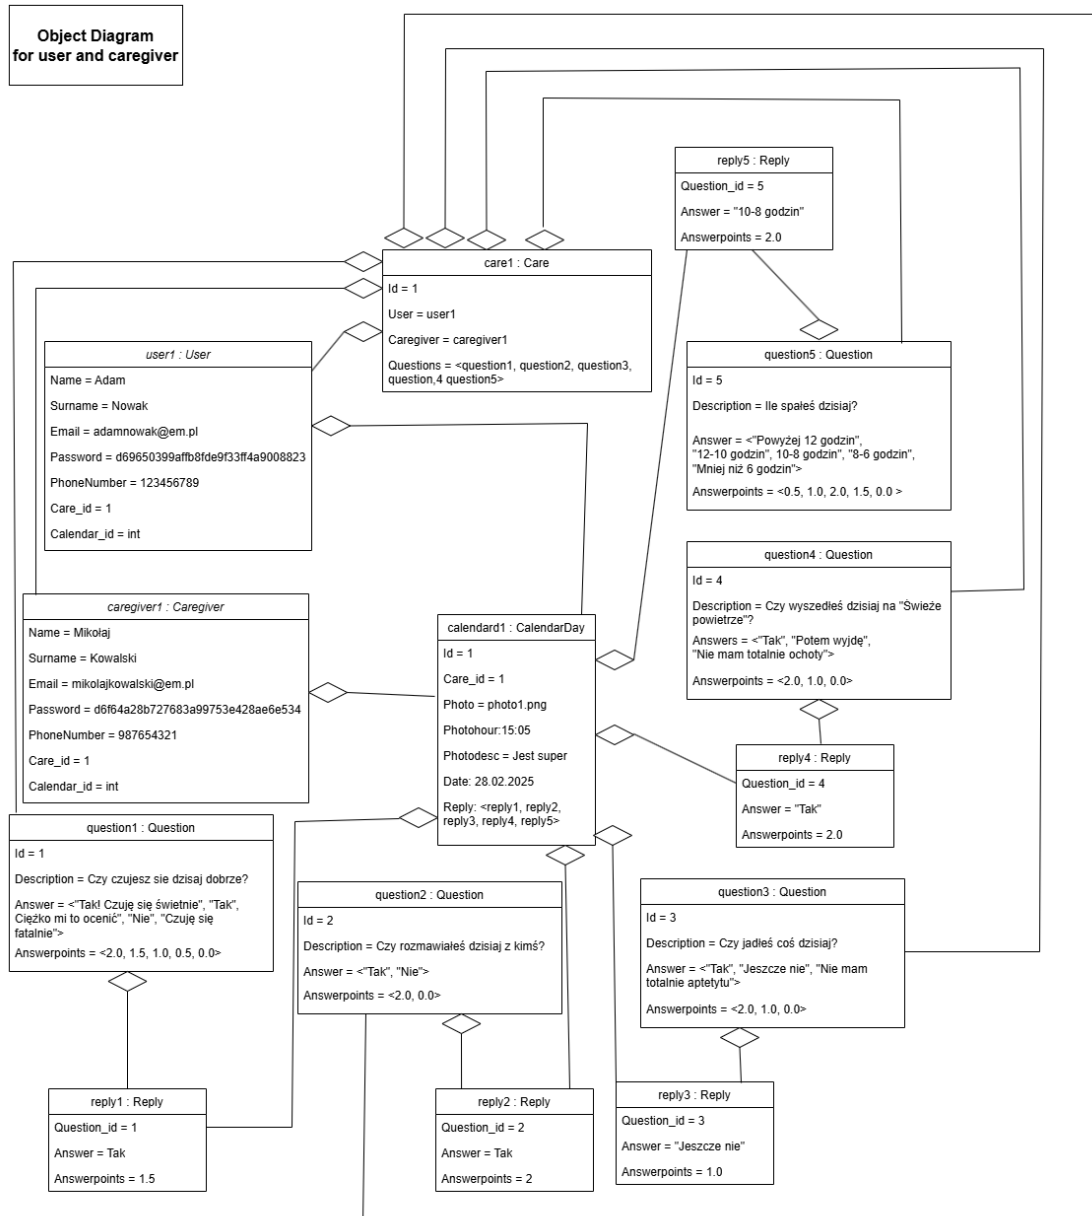 Object Diagram
for user and caregiver
reply5 : Reply
Question_id = 5
Answer = "10-8 godzin"
Answerpoints = 2.0
care1 : Care
Id = 1
User = user1
Caregiver = caregiver1
Questions = <question1, question2, question3,
question,4 question5>
user1 : User
Name = Adam
Surname = Nowak
Email = adamnowak@em.pl
Password = d69650399affb8fde9f33ff4a9008823
PhoneNumber = 123456789
Care_id = 1
Calendar_id = int
question5 : Question
Id = 5
Description = Ile spałeś dzisiaj?
Answer = <"Powyżej 12 godzin",
"12-10 godzin", 10-8 godzin", "8-6 godzin",
"Mniej niż 6 godzin">
Answerpoints = <0.5, 1.0, 2.0, 1.5, 0.0 >
question4 : Question
Id = 4
Description = Czy wyszedłeś dzisiaj na "Świeże
powietrze"?
Answers = <"Tak", "Potem wyjdę",
"Nie mam totalnie ochoty">
Answerpoints = <2.0, 1.0, 0.0>
caregiver1 : Caregiver
Name = Mikołaj
Surname = Kowalski
Email = mikolajkowalski@em.pl
Password = d6f64a28b727683a99753e428ae6e534
PhoneNumber = 987654321
Care_id = 1
Calendar_id = int
calendard1 : CalendarDay
Id = 1
Care_id = 1
Photo = photo1.png
Photohour:15:05
Photodesc = Jest super
Date: 28.02.2025
Reply: <reply1, reply2,
reply3, reply4, reply5>
reply4 : Reply
Question_id = 4
Answer = "Tak"
Answerpoints = 2.0
question1 : Question
Id = 1
Description = Czy czujesz sie dzisaj dobrze?
Answer = <"Tak! Czuję się świetnie", "Tak",
Ciężko mi to ocenić", "Nie", "Czuję się
fatalnie">
Answerpoints = <2.0, 1.5, 1.0, 0.5, 0.0>
question2 : Question
Id = 2
Description = Czy rozmawiałeś dzisiaj z kimś?
Answer = <"Tak", "Nie">
Answerpoints = <2.0, 0.0>
question3 : Question
Id = 3
Description = Czy jadłeś coś dzisiaj?
Answer = <"Tak", "Jeszcze nie", "Nie mam
totalnie aptetytu">
Answerpoints = <2.0, 1.0, 0.0>
reply1 : Reply
Question_id = 1
Answer = Tak
Answerpoints = 1.5
reply2 : Reply
Question_id = 2
Answer = Tak
Answerpoints = 2
reply3 : Reply
Question_id = 3
Answer = "Jeszcze nie"
Answerpoints = 1.0